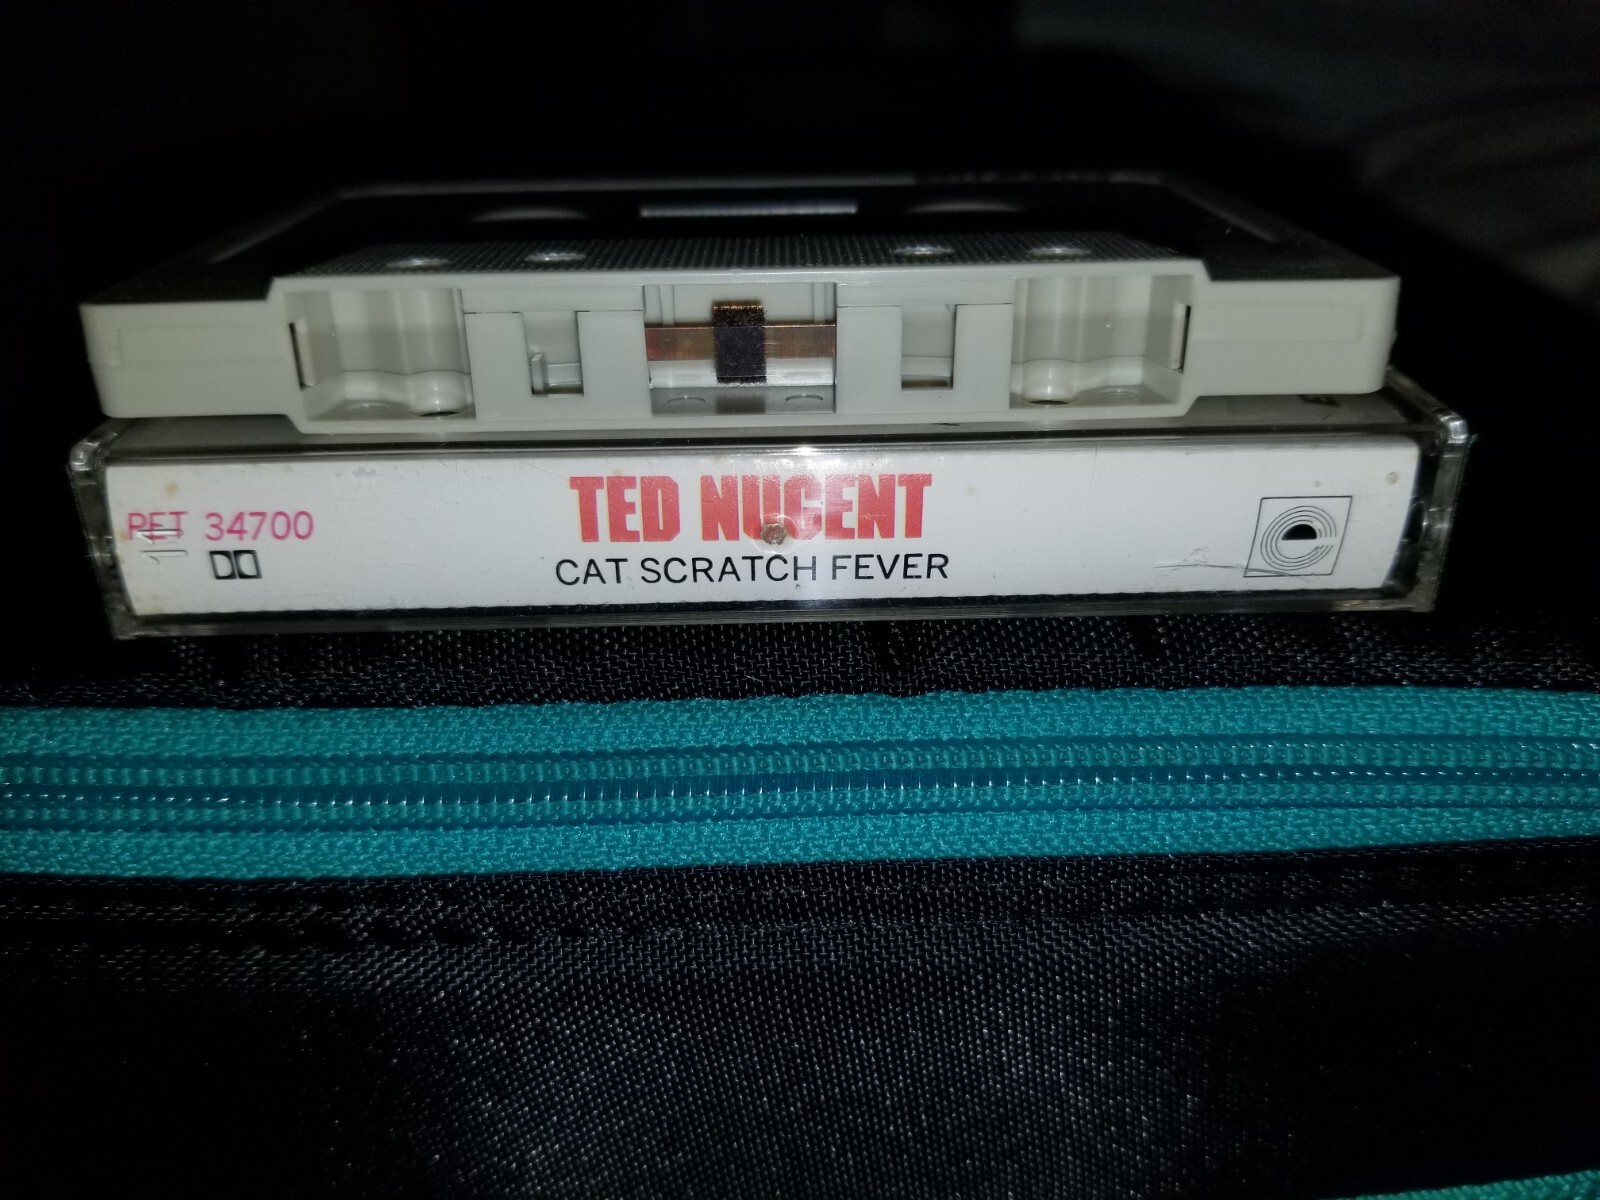 TED NUGENT
PET 34700
CAT SCRATCH FEVER